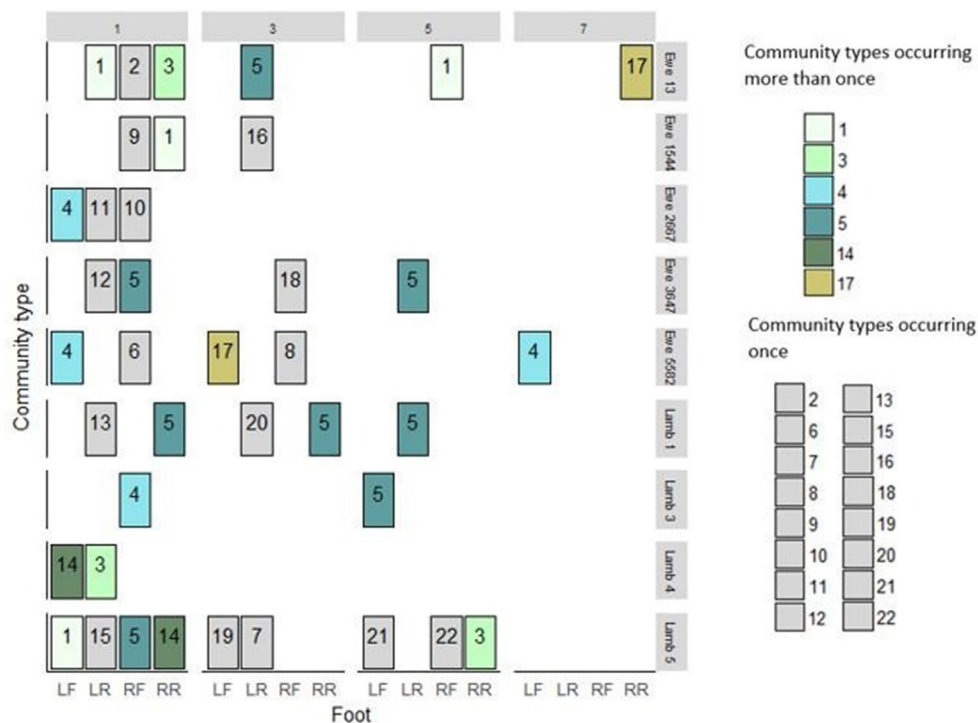 1 3 5 7
1 2 3 5 1 17 Ewe 13
9 1 16 Ewe 1544
4 11 10 Ewe 2667
12 5 18 5 Ewe 3647
4 6 17 8 4 Ewe 5582
13 5 20 5 5 Lamb 1
4 5 Lamb 3
14 3 Lamb 4
1 15 5 14 19 7 21 22 3 Lamb 5
LF LR RF RR LF LR RF RR LF LR RF RR LF LR RF RR
Foot
Community type
Community types occurring
more than once
1
3
4
5
14
17
Community types occurring
once
2 13
6 15
7 16
8 18
9 19
10 20
11 21
12 22